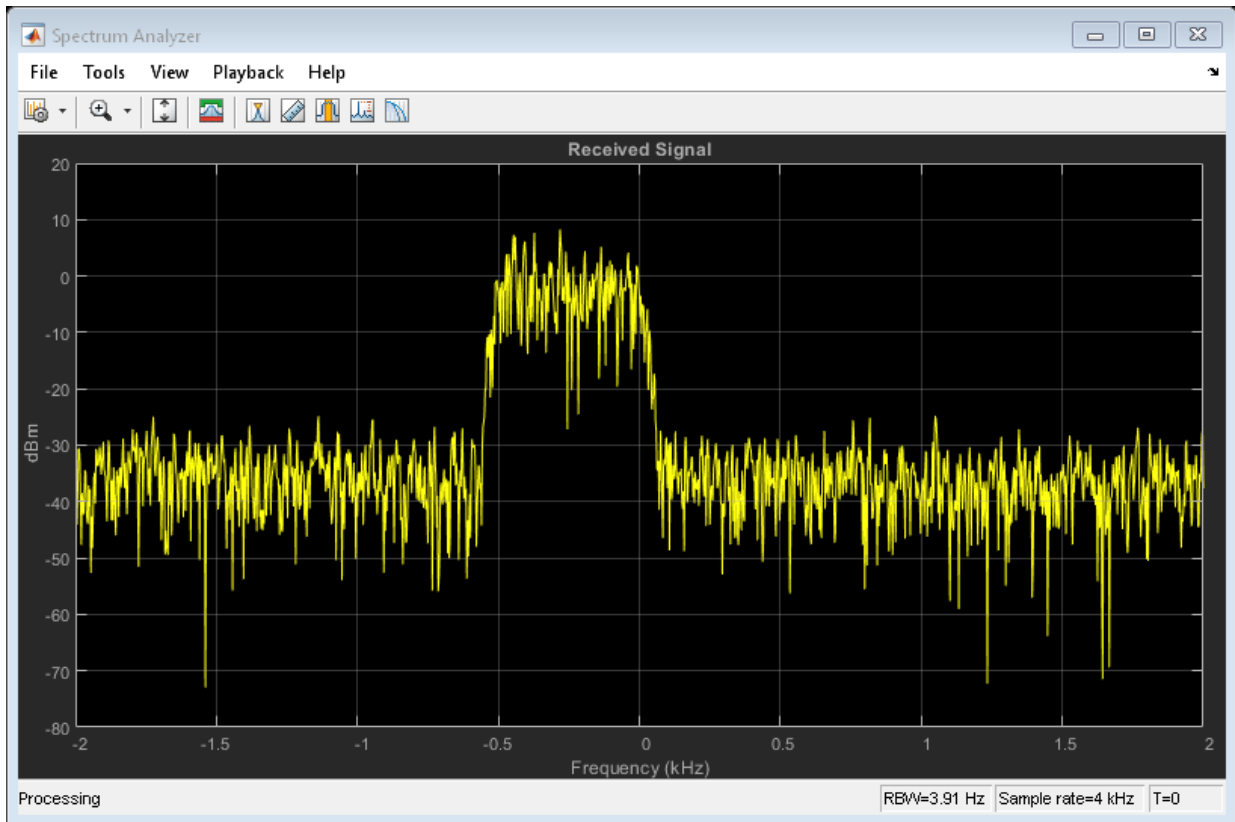 Spectrum Analyzer
File Tools View Playback Help
Received Signal
20
10
0
-10
-20
-30
-40
-50
-60
-70
-80
dBm
-2 -1.5 -1 -0.5 0 0.5 1 1.5 2
Frequency (kHz)
Processing RBW=3.91 Hz Sample rate=4 kHz T=0